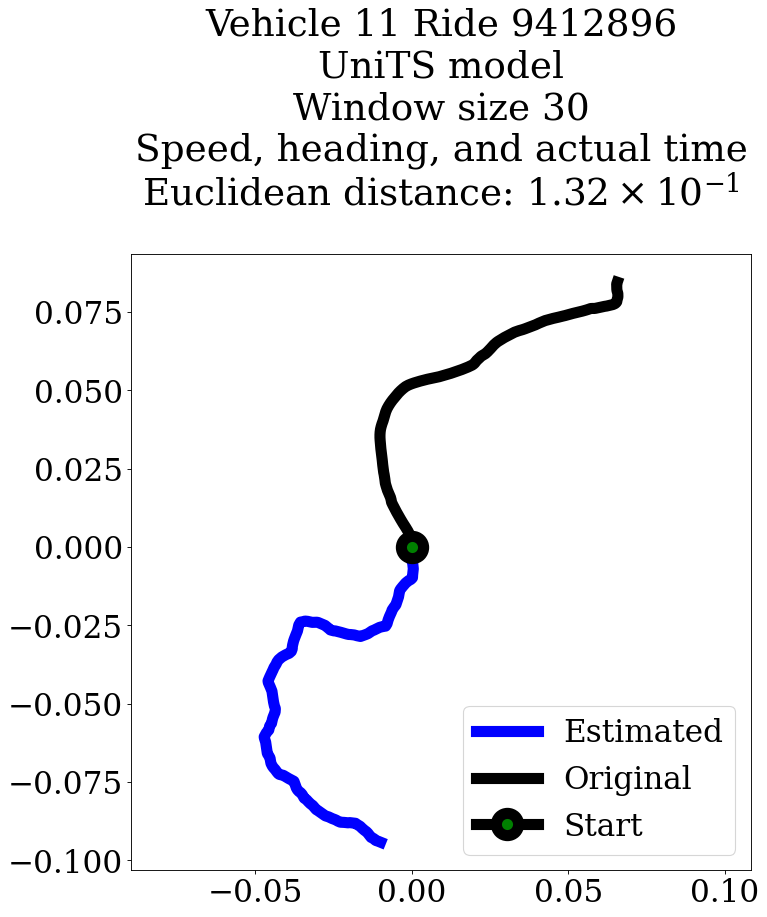 Vehicle 11 Ride 9412896
UniTS model
Window size 30
Speed, heading, and actual time
Euclidean distance: 1.32 × 10⁻¹
0.075
0.050
0.025
0.000
−0.025
−0.050
−0.075
−0.100
Estimated
Original
Start
−0.05 0.00 0.05 0.10